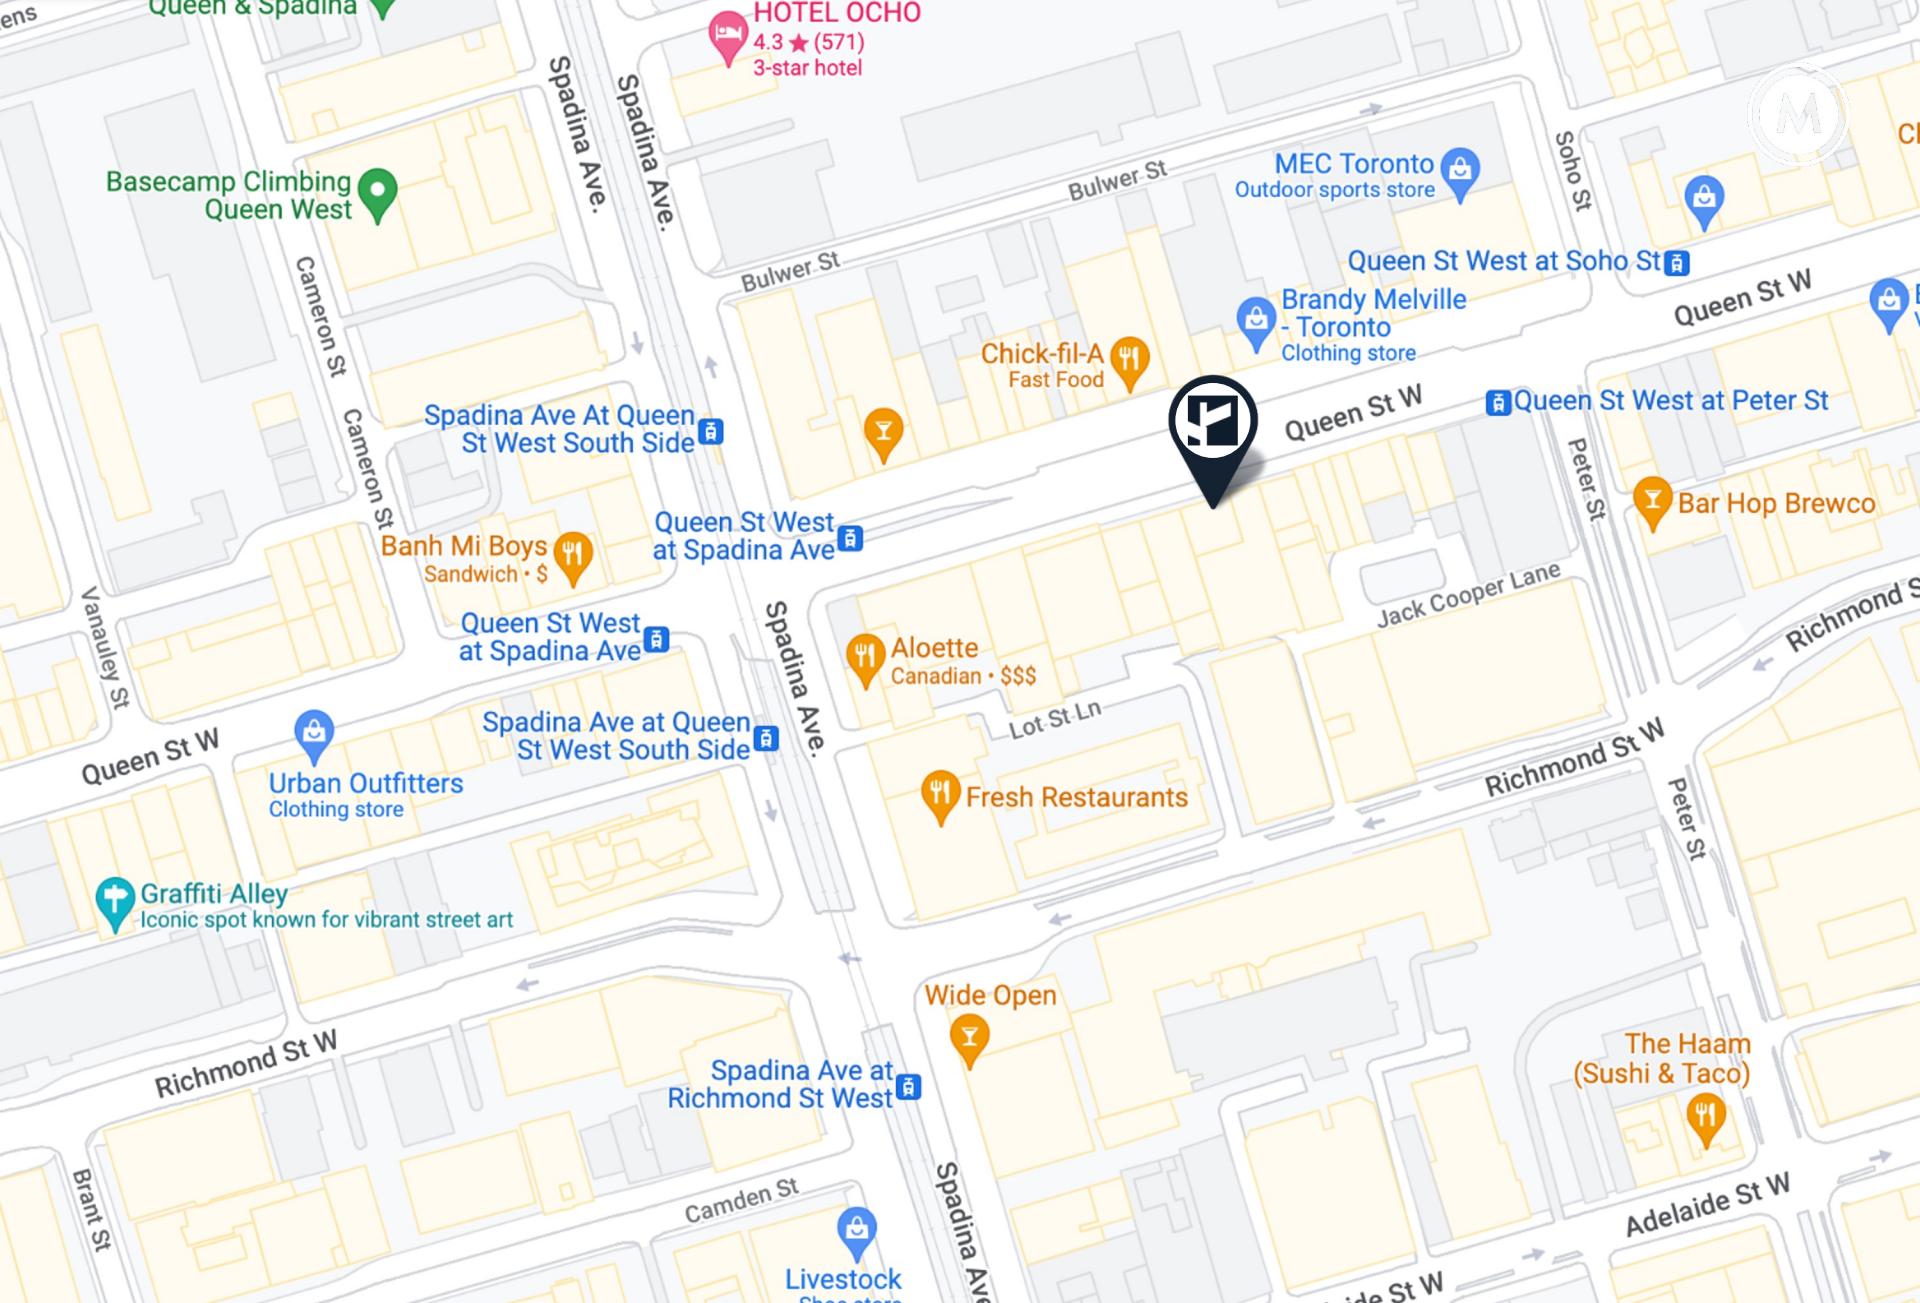 ens
Queen & Spadina
HOTEL OCHO
4.3 ★ (571)
3-star hotel
Spadina Ave.
Spadina Ave.
M
Soho St
Bulwer St
MEC Toronto
Outdoor sports store
Basecamp Climbing
Queen West
Bulwer St
Queen St West at Soho St
Queen St W
Brandy Melville
- Toronto
Clothing store
Cameron St
Chick-fil-A
Fast Food
Queen St W
Queen St West at Peter St
Spadina Ave At Queen
St West South Side
Cameron St
Peter St
Bar Hop Brewco
Queen St West
at Spadina Ave
Banh Mi Boys
Sandwich • $
Jack Cooper Lane
Richmond S
Vanauley St
Queen St West
at Spadina Ave
Spadina Ave.
Aloette
Canadian • $$$
Lot St Ln
Queen St W
Spadina Ave at Queen
St West South Side
Richmond St W
Urban Outfitters
Clothing store
Fresh Restaurants
Peter St
Graffiti Alley
Iconic spot known for vibrant street art
Wide Open
Richmond St W
The Haam
(Sushi & Taco)
Spadina Ave at
Richmond St West
Brant St
Camden St
Spadina Ave
Adelaide St W
Livestock
Shoe store
ide St W